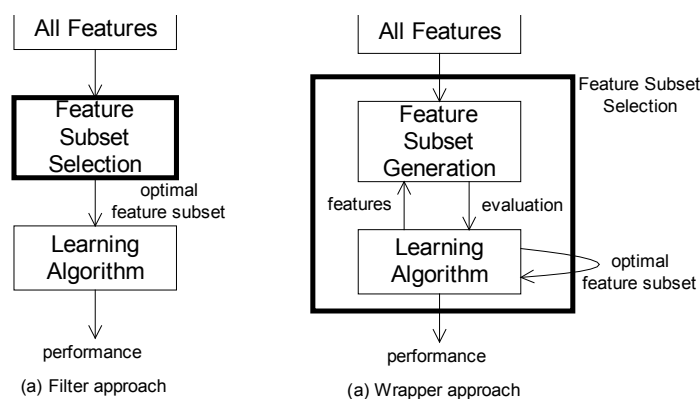 All Features
Feature
Subset
Selection
optimal
feature subset
Learning
Algorithm
performance
(a) Filter approach
All Features
Feature Subset
Selection
Feature
Subset
Generation
features
evaluation
Learning
Algorithm
optimal
feature subset
performance
(a) Wrapper approach